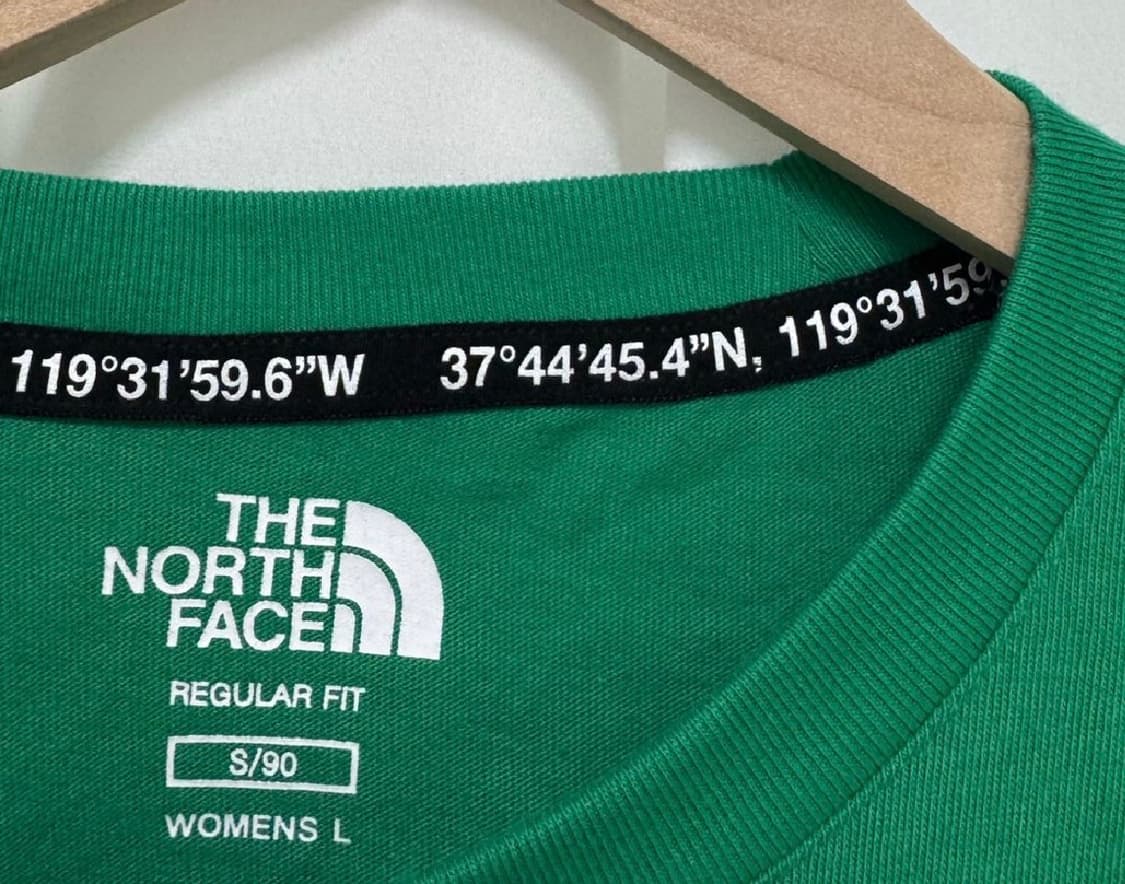 119°31’59.6”W 37°44’45.4”N, 119°31’59.
THE
NORTH
FACE
REGULAR FIT
S/90
WOMENS L